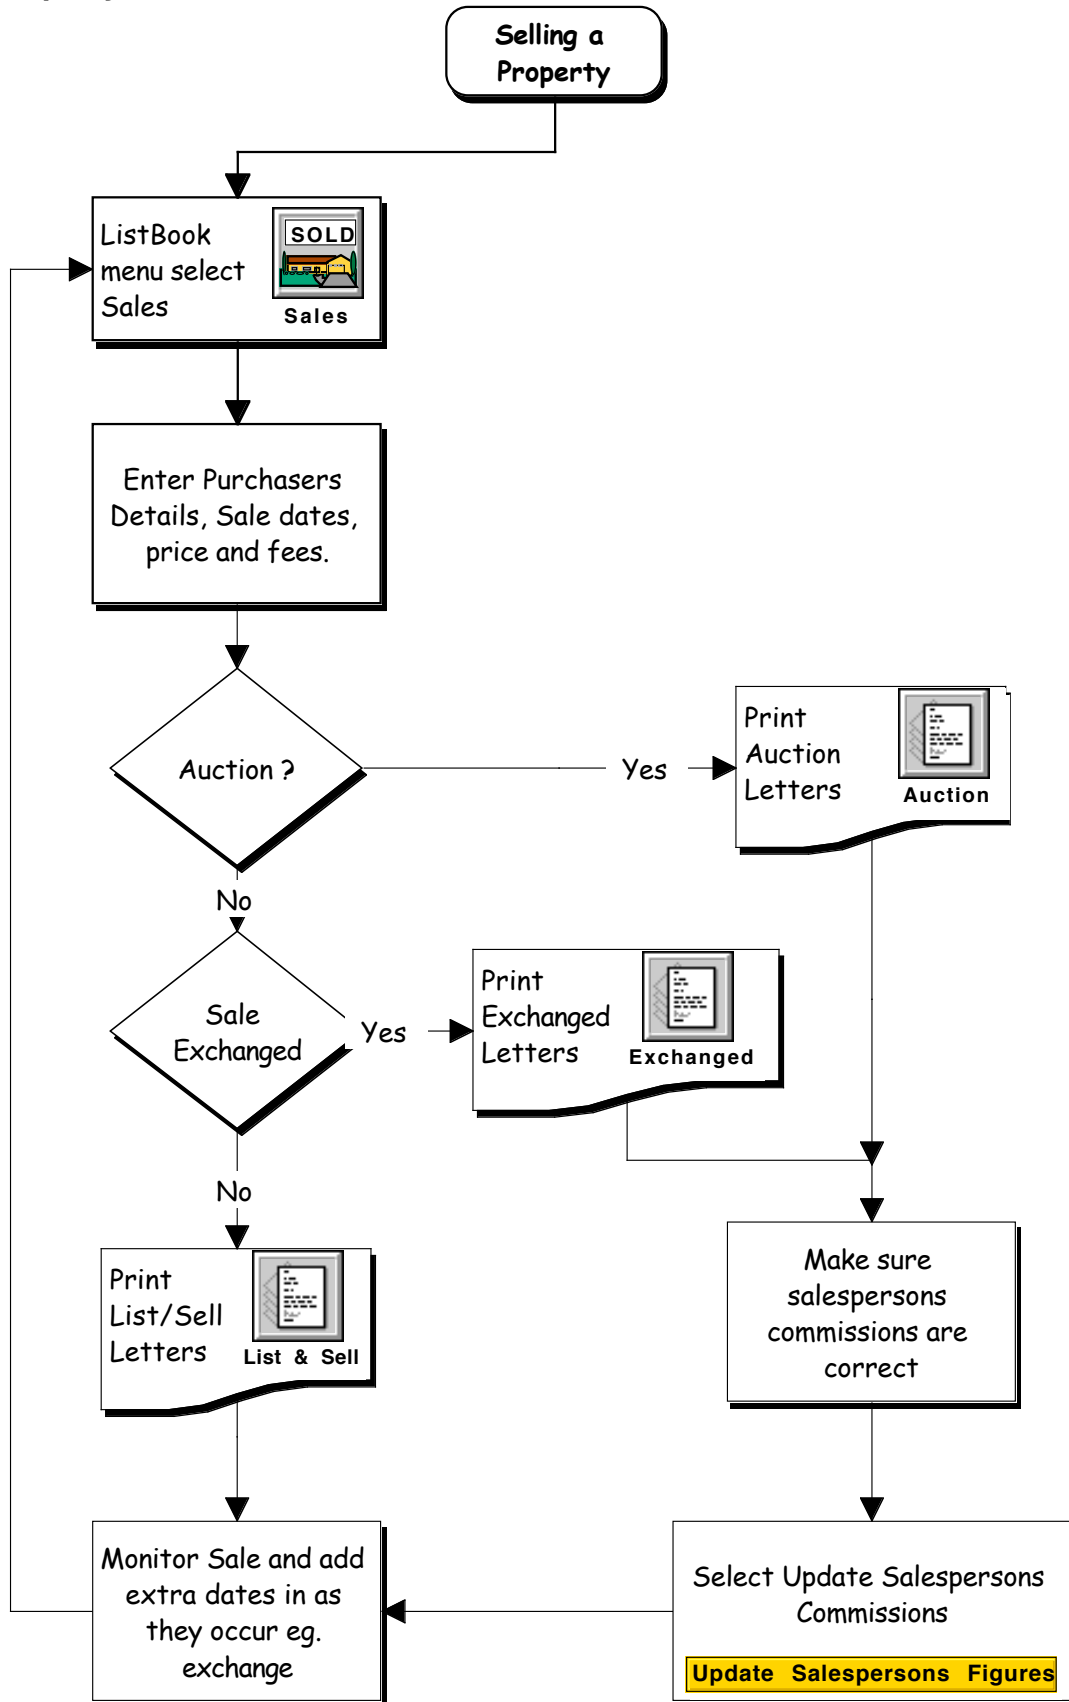 Selling a
Property
ListBook
menu select
Sales
SOLD
Sales
Enter Purchasers
Details, Sale dates,
price and fees.
Auction ?
Yes
Print
Auction
Letters
Auction
No
Sale
Exchanged
Yes
Print
Exchanged
Letters
Exchanged
No
Print
List/Sell
Letters
List & Sell
Make sure
salespersons
commissions are
correct
Monitor Sale and add
extra dates in as
they occur eg.
exchange
Select Update Salespersons
Commissions
Update Salespersons Figures